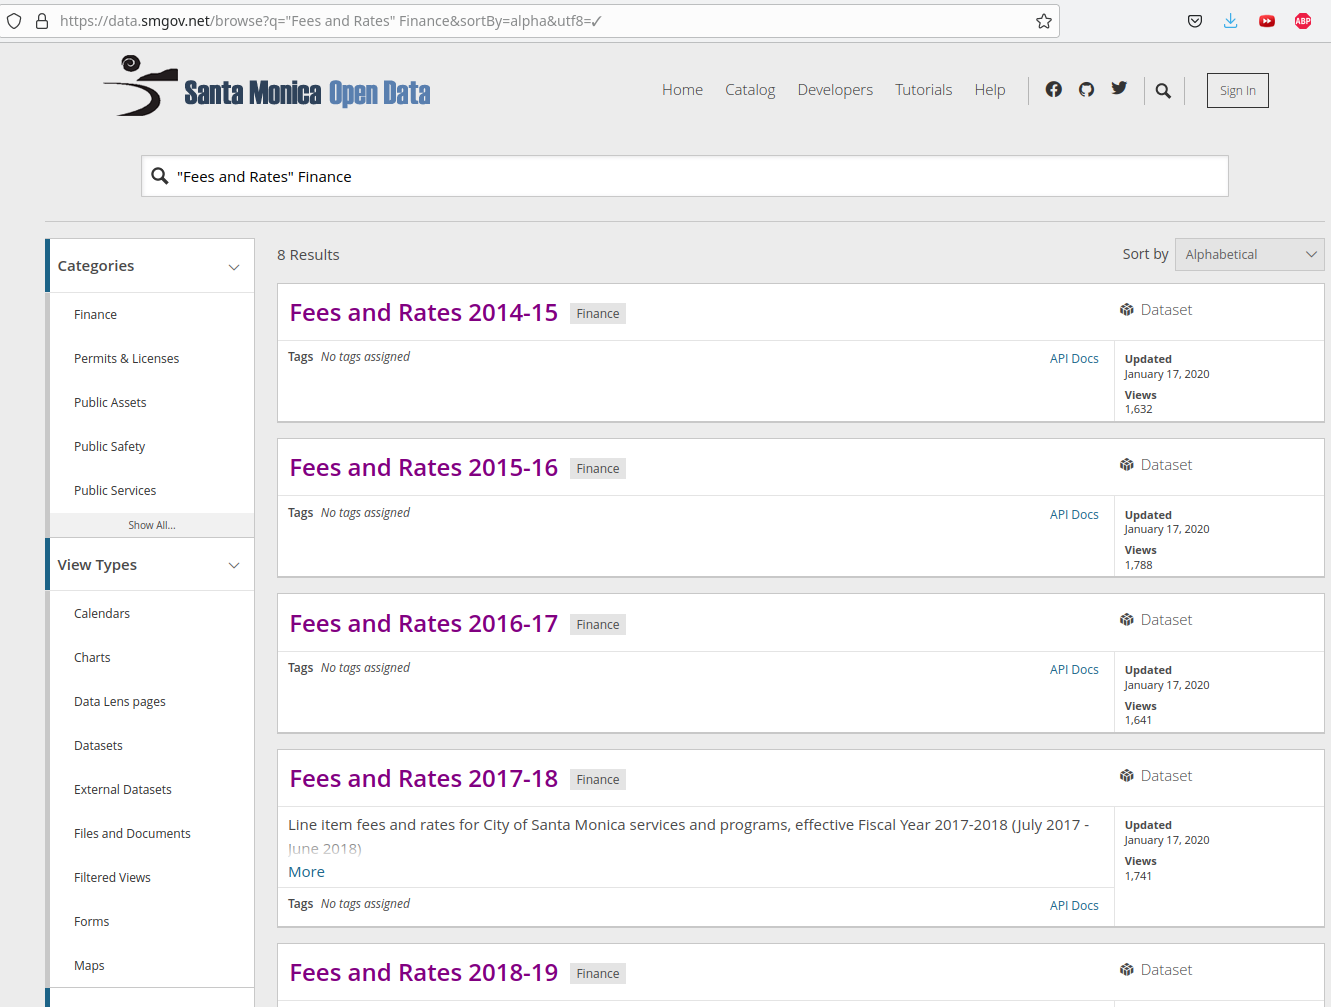 https://data.smgov.net/browse?q="Fees and Rates" Finance&sortBy=alpha&utf8=✓
ABP
Santa Monica Open Data
Home Catalog Developers Tutorials Help
Sign In
"Fees and Rates" Finance
Categories
Finance
Permits & Licenses
Public Assets
Public Safety
Public Services
Show All...
View Types
Calendars
Charts
Data Lens pages
Datasets
External Datasets
Files and Documents
Filtered Views
Forms
Maps
8 Results
Sort by Alphabetical
Fees and Rates 2014-15 Finance
Dataset
Tags No tags assigned
API Docs
Updated
January 17, 2020
Views
1,632
Fees and Rates 2015-16 Finance
Dataset
Tags No tags assigned
API Docs
Updated
January 17, 2020
Views
1,788
Fees and Rates 2016-17 Finance
Dataset
Tags No tags assigned
API Docs
Updated
January 17, 2020
Views
1,641
Fees and Rates 2017-18 Finance
Dataset
Line item fees and rates for City of Santa Monica services and programs, effective Fiscal Year 2017-2018 (July 2017 -
June 2018)
More
Tags No tags assigned
API Docs
Updated
January 17, 2020
Views
1,741
Fees and Rates 2018-19 Finance
Dataset